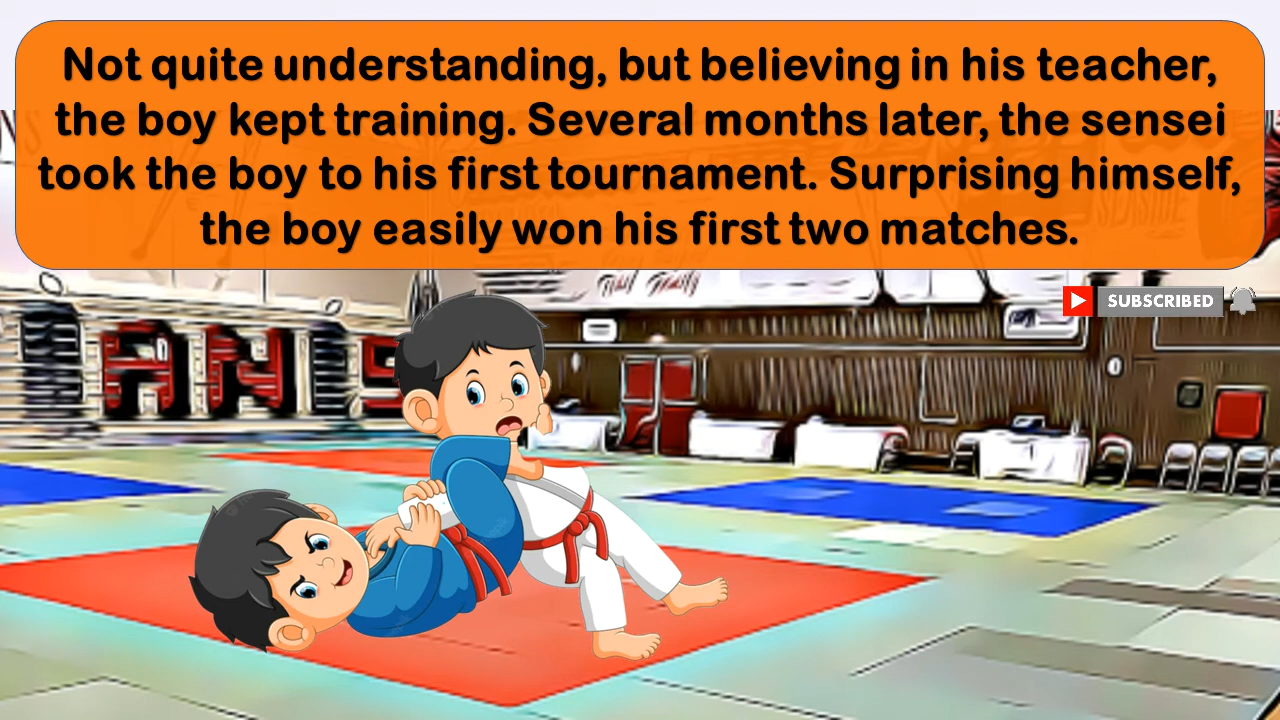 Not quite understanding, but believing in his teacher,
the boy kept training. Several months later, the sensei
took the boy to his first tournament. Surprising himself,
the boy easily won his first two matches.
SUBSCRIBED
ANIS